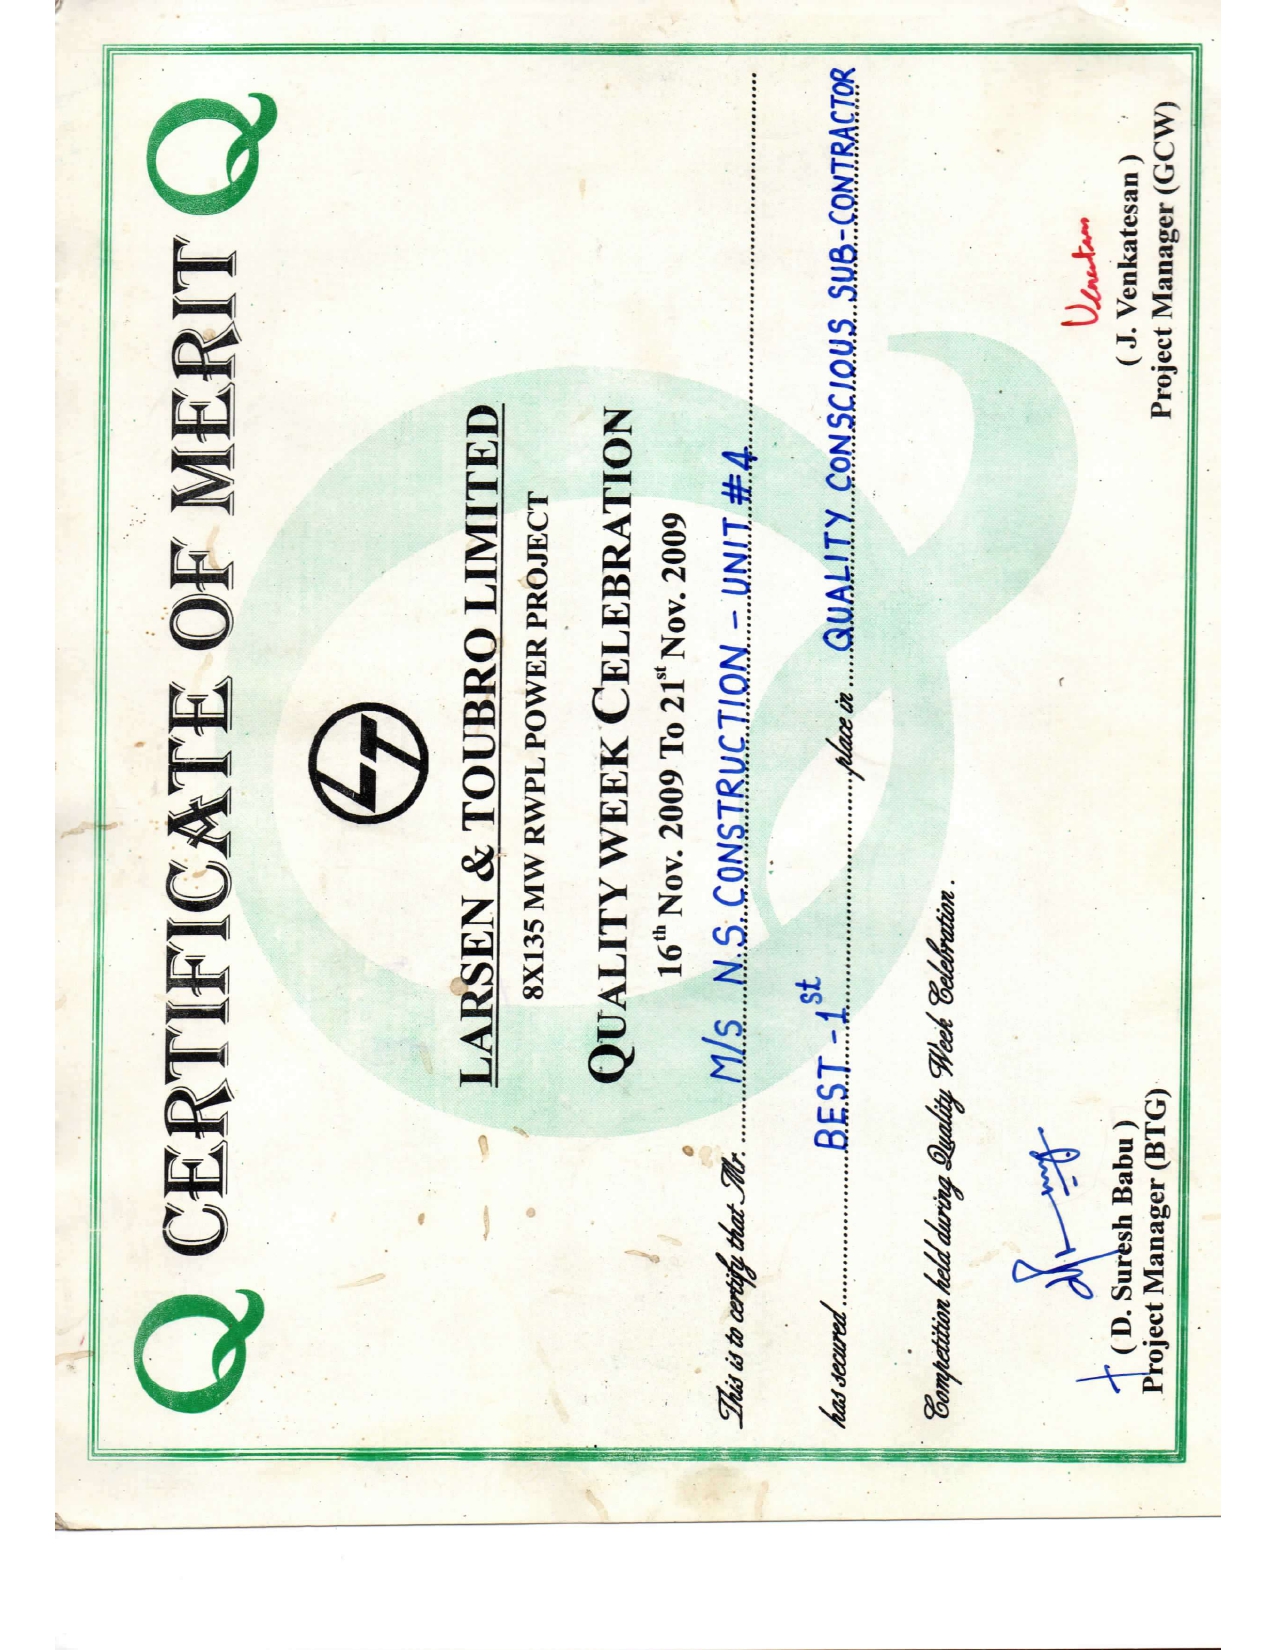 Q CERTIFICATE OF MERIT Q
LT
LARSEN & TOUBRO LIMITED
8X135 MW RWPL POWER PROJECT
QUALITY WEEK CELEBRATION
16th Nov. 2009 To 21st Nov. 2009
This is to certify that Mr. M/s N.S. CONSTRUCTION - UNIT #4
has secured BEST - 1st place in QUALITY CONSCIOUS SUB-CONTRACTOR
Competition held during Quality Week Celebration.
( D. Suresh Babu )
Project Manager (BTG)
( J. Venkatesan )
Project Manager (GCW)